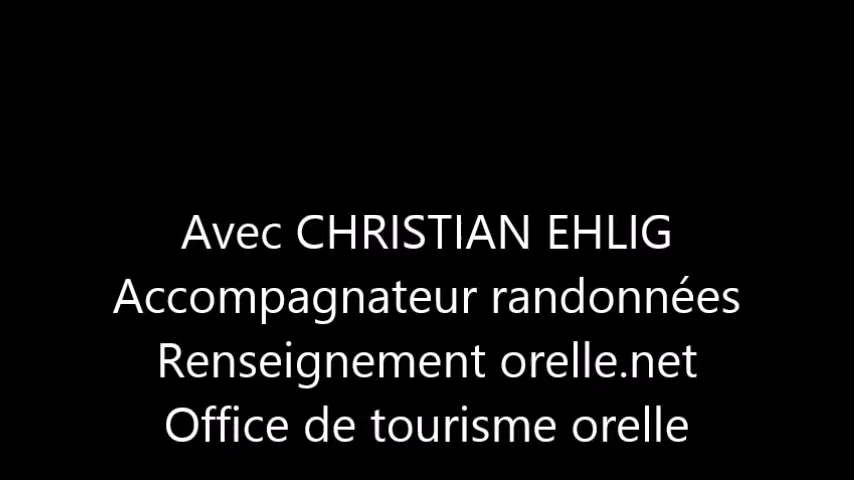 Avec CHRISTIAN EHLIG
Accompagnateur randonnées
Renseignement orelle.net
Office de tourisme orelle